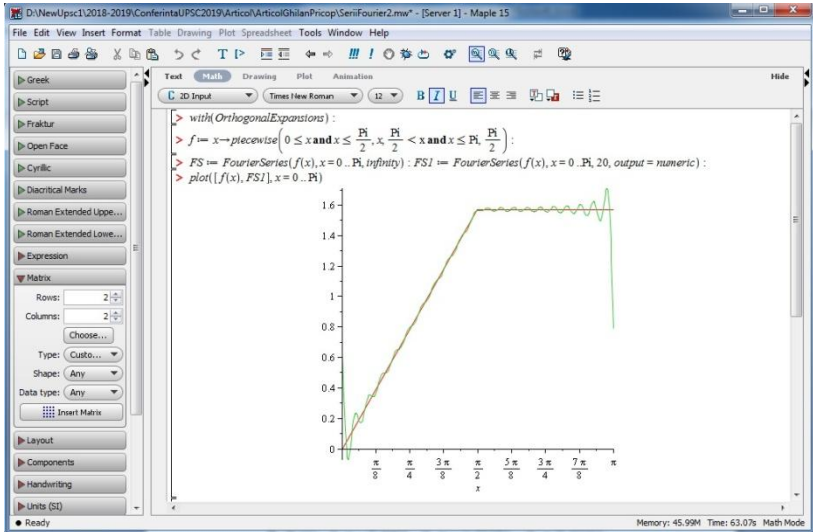 D:\NewUpsc1\2018-2019\ConferintaUPSC2019\Articol\ArticolGhilanPricop\SeriiFourier2.mw* - [Server 1] - Maple 15
File Edit View Insert Format Table Drawing Plot Spreadsheet Tools Window Help
Text Math Drawing Plot Animation Hide
C 2D Input Times New Roman 12 B I U
Greek
Script
Fraktur
Open Face
Cyrillic
Diacritical Marks
Roman Extended Uppe...
Roman Extended Lowe...
Expression
Matrix
Rows: 2
Columns: 2
Choose...
Type: Custo...
Shape: Any
Data type: Any
Insert Matrix
Layout
Components
Handwriting
Units (SI)
> with(OrthogonalExpansions) :
> f := x→piecewise(0 ≤ x and x ≤ Pi/2, x, Pi/2 < x and x ≤ Pi, Pi/2) :
> FS := FourierSeries(f(x), x = 0 .. Pi, infinity) : FS1 := FourierSeries(f(x), x = 0 ..Pi, 20, output = numeric) :
> plot([f(x), FS1], x = 0 .. Pi)
1.6
1.4
1.2
1
0.8
0.6
0.4
0.2
0
π/8 π/4 3π/8 π/2 5π/8 3π/4 7π/8 π
x
Ready Memory: 45.99M Time: 63.07s Math Mode